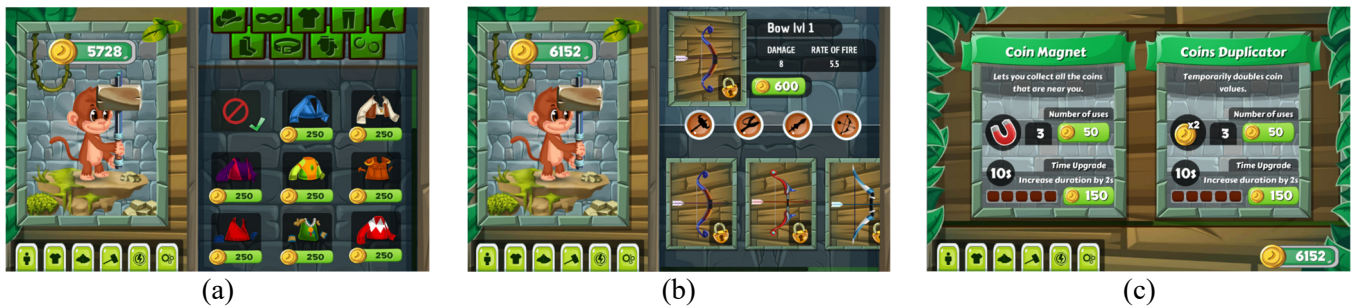 5728
250
250
250
250
250
250
250
250
(a)
6152
Bow lvl 1
DAMAGE RATE OF FIRE
8 5.5
600
(b)
Coin Magnet
Lets you collect all the coins
that are near you.
Number of uses
3 50
Time Upgrade
10s Increase duration by 2s
150
Coins Duplicator
Temporarily doubles coin
values.
Number of uses
x2 3 50
Time Upgrade
10s Increase duration by 2s
150
6152
(c)